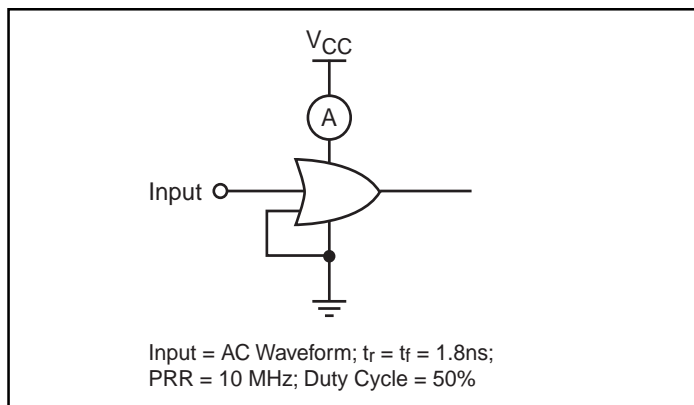 VCC
A
Input
Input = AC Waveform; tr = tf = 1.8ns;
PRR = 10 MHz; Duty Cycle = 50%